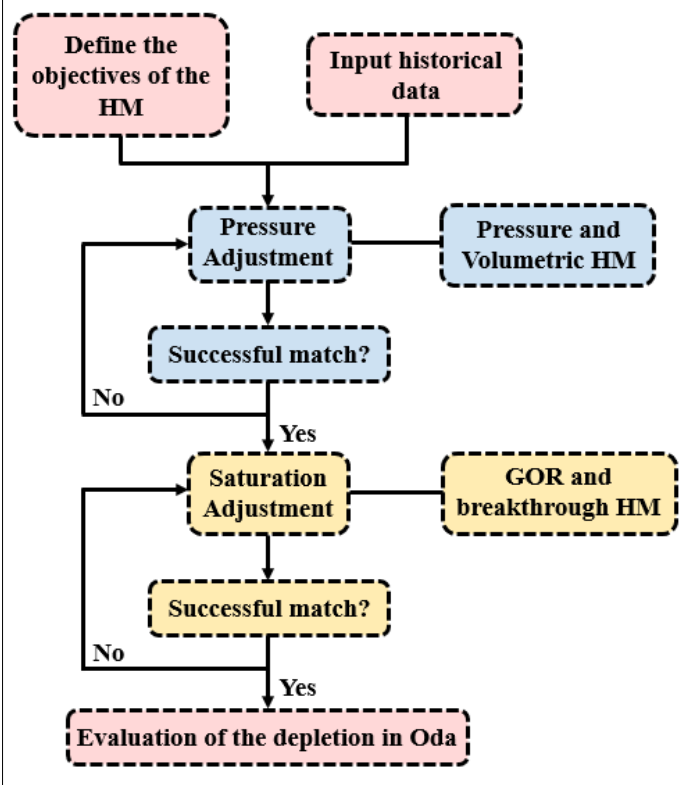 Define the
objectives of the
HM
Input historical
data
Pressure
Adjustment
Pressure and
Volumetric HM
Successful match?
No
Yes
Saturation
Adjustment
GOR and
breakthrough HM
Successful match?
No
Yes
Evaluation of the depletion in Oda